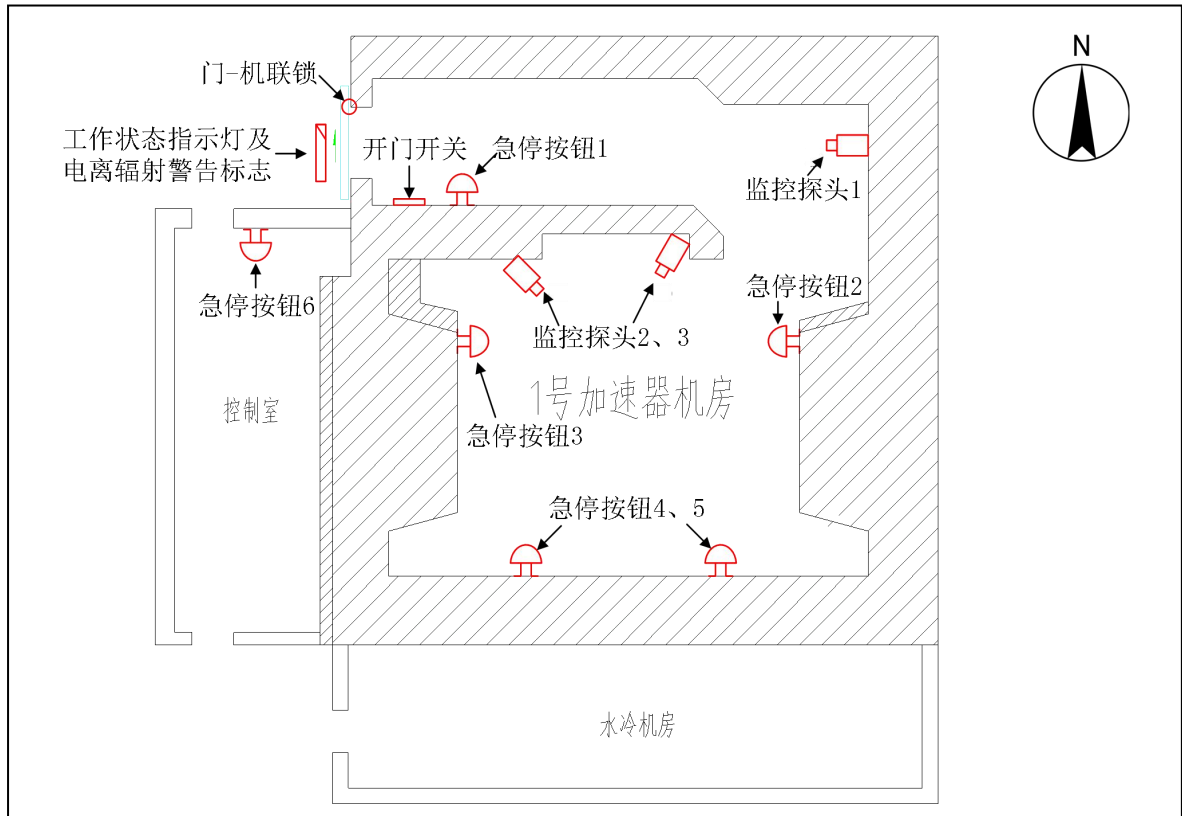 N
门-机联锁
工作状态指示灯及
电离辐射警告标志
开门开关
急停按钮1
监控探头1
急停按钮6
监控探头2、3
急停按钮2
1号加速器机房
控制室
急停按钮3
急停按钮4、5
水冷机房